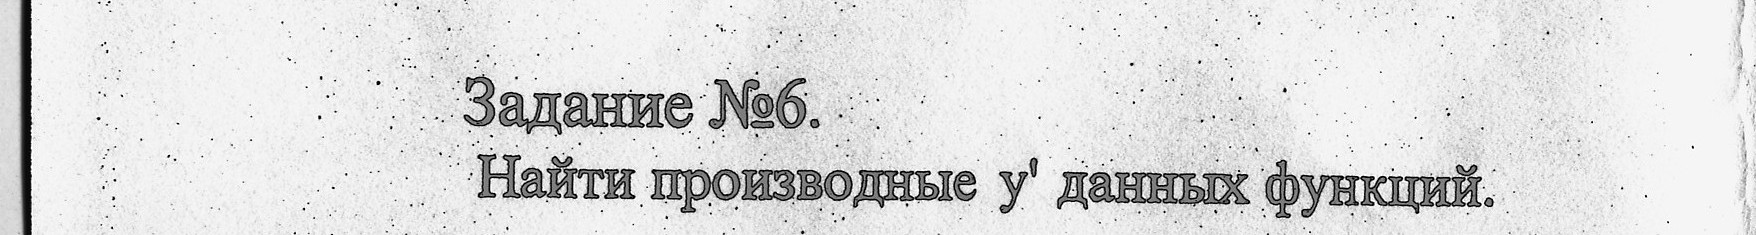 Задание №6.
Найти производные y' данных функций.